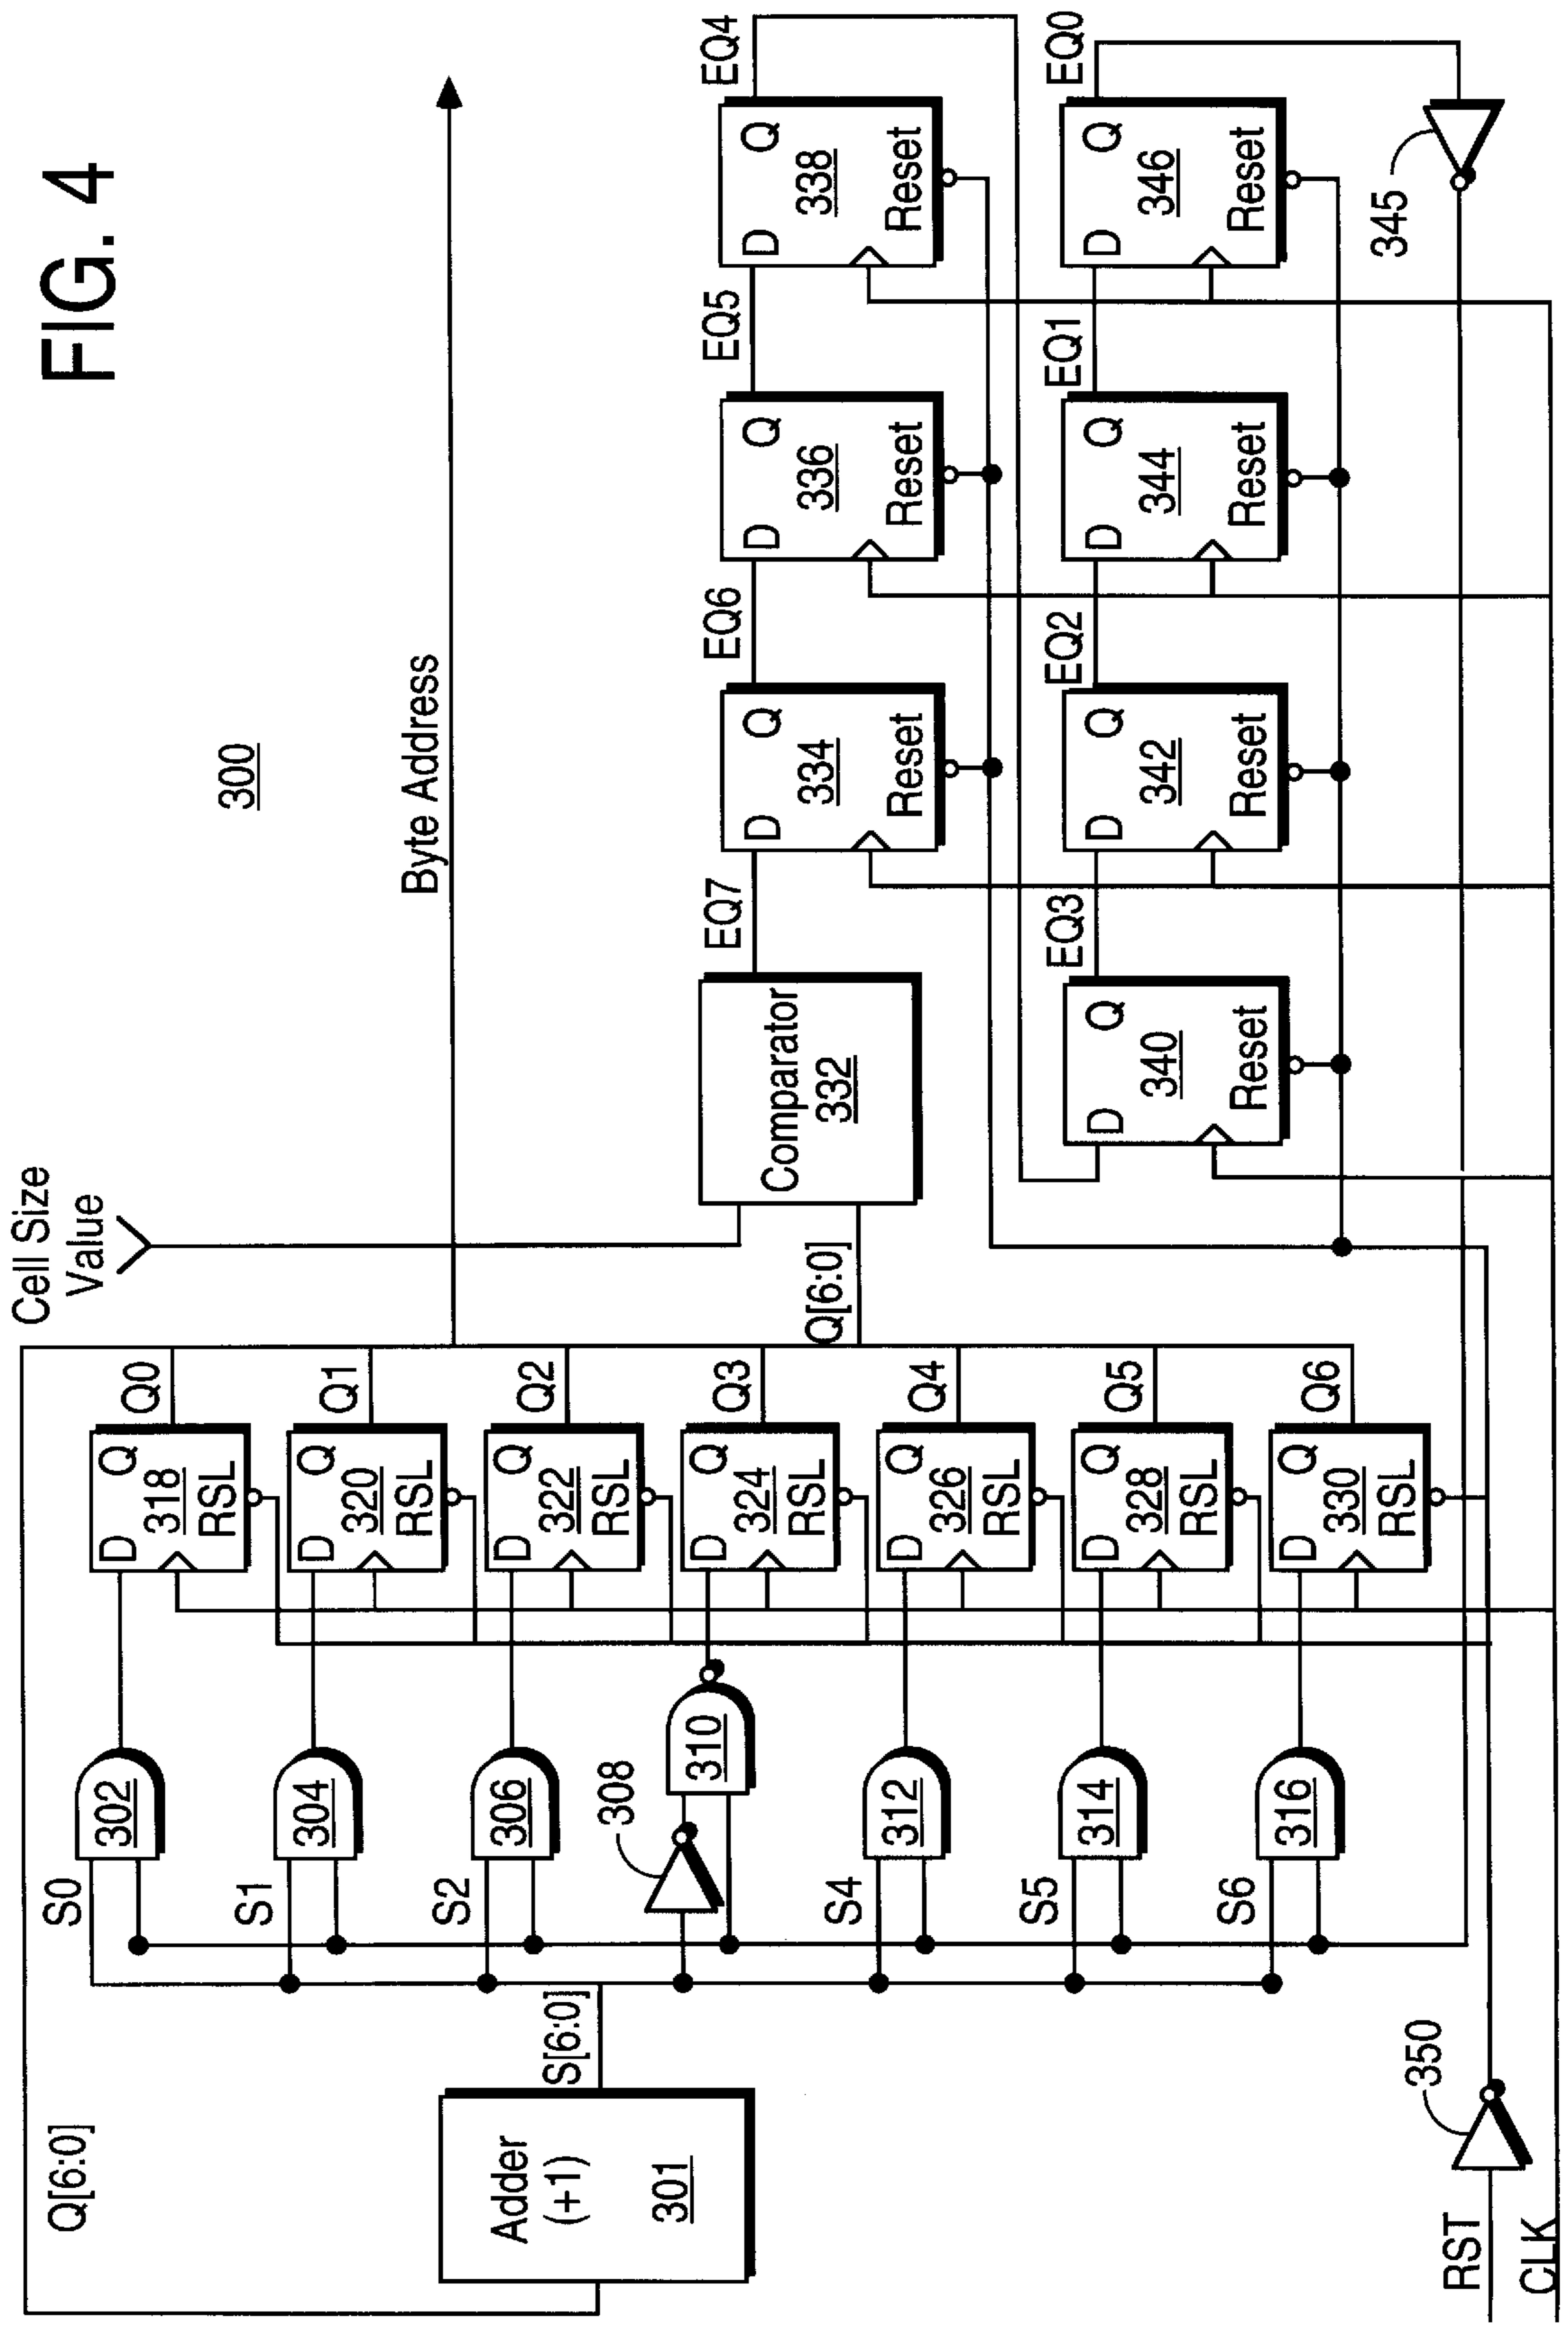 FIG. 4
300
Cell Size
Value
Byte Address
Q[6:0]
Adder
(+1)
301
S[6:0]
S0
302
D Q
318
RSL
Q0
S1
304
D Q
320
RSL
Q1
S2
306
D Q
322
RSL
Q2
308
310
D Q
324
RSL
Q3
S4
312
D Q
326
RSL
Q4
S5
314
D Q
328
RSL
Q5
S6
316
D Q
330
RSL
Q6
Q[6:0]
Comparator
332
EQ7
D Q
334
Reset
EQ6
D Q
336
Reset
EQ5
D Q
338
Reset
EQ4
D Q
340
Reset
EQ3
D Q
342
Reset
EQ2
D Q
344
Reset
EQ1
D Q
346
Reset
EQ0
345
350
RST
CLK